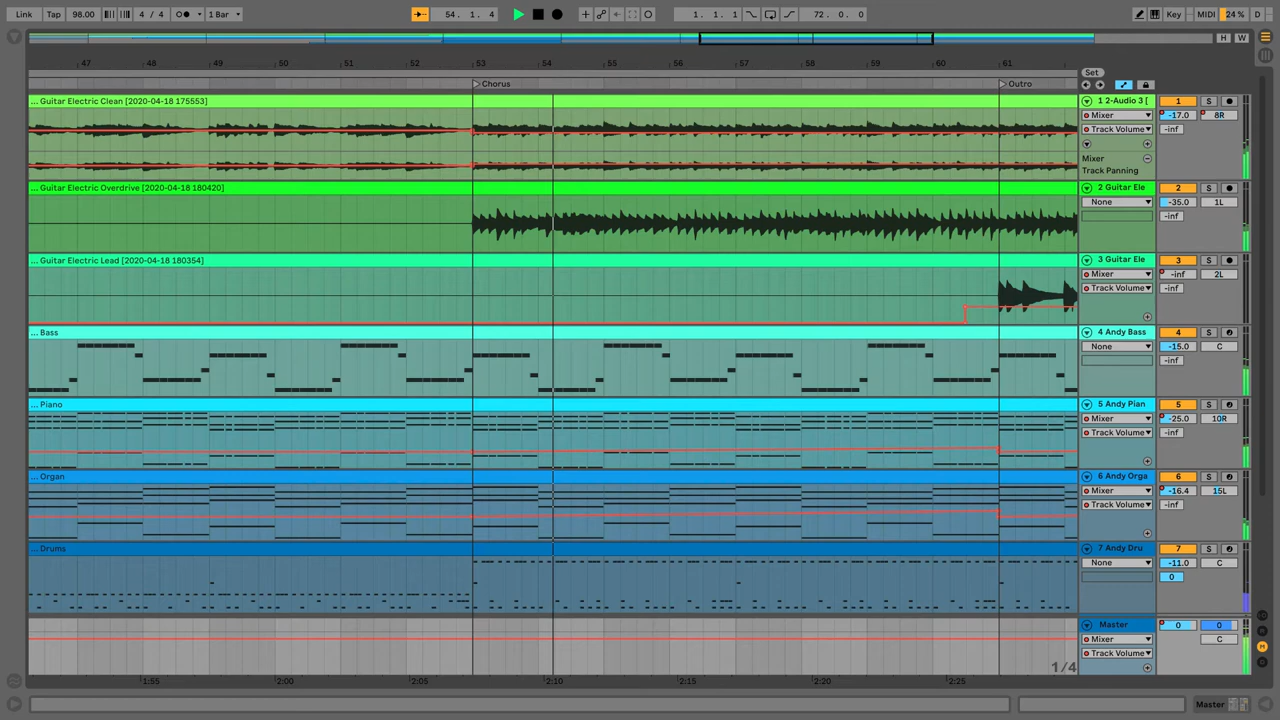 Link Tap 98.00 4 / 4 1 Bar 54. 1. 4 1. 1. 1 72. 0. 0 Key MIDI 24 % D
H W
47 48 49 50 51 52 53 54 55 56 57 58 59 60 61
Set
Chorus Outro
... Guitar Electric Clean [2020-04-18 175553] 1 2-Audio 3 [ 1 S
Mixer -17.0 8R
Track Volume -inf
Mixer
Track Panning
... Guitar Electric Overdrive [2020-04-18 180420] 2 Guitar Ele 2 S
None -35.0 1L
-inf
... Guitar Electric Lead [2020-04-18 180354] 3 Guitar Ele 3 S
Mixer -inf 2L
Track Volume -inf
... Bass 4 Andy Bass 4 S
None -15.0 C
-inf
... Piano 5 Andy Pian 5 S
Mixer -25.0 10R
Track Volume -inf
... Organ 6 Andy Orga 6 S
Mixer -16.4 15L
Track Volume -inf
... Drums 7 Andy Dru 7 S
None -11.0 C
0
Master 0 0
Mixer C
Track Volume
1/4
1:55 2:00 2:05 2:10 2:15 2:20 2:25
Master